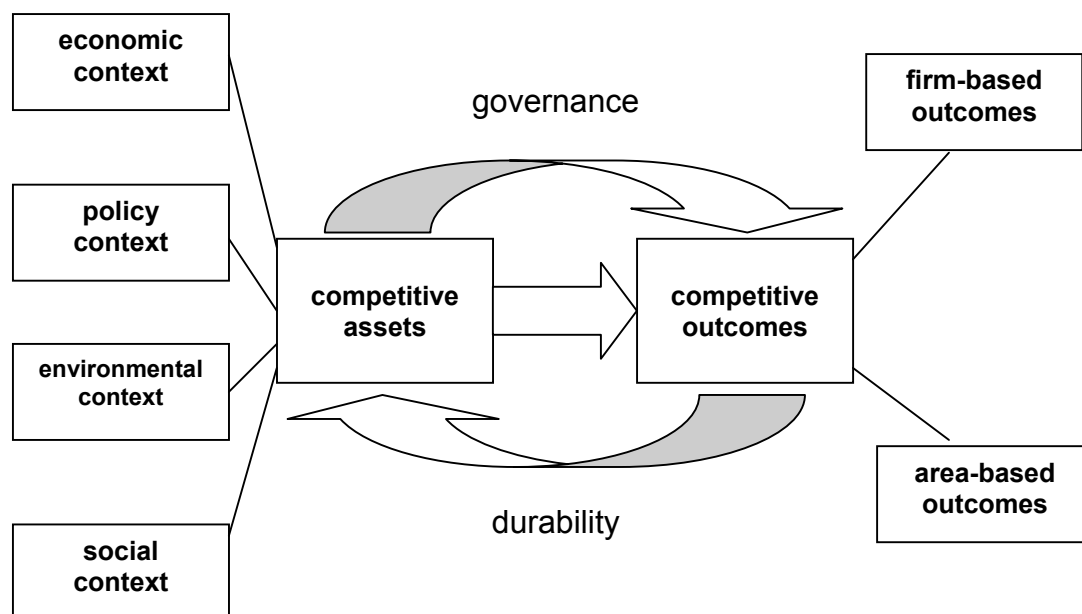 economic
context
policy
context
environmental
context
social
context
governance
competitive
assets
competitive
outcomes
durability
firm-based
outcomes
area-based
outcomes